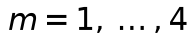 m = 1, ... , 4